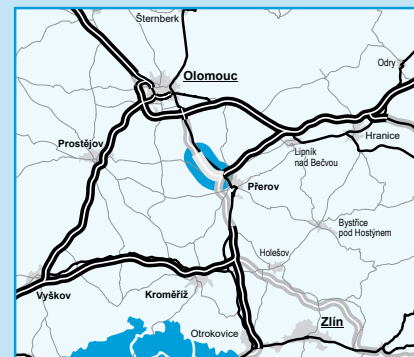 Šternberk
Olomouc
Odry
Prostějov
Hranice
Lipník
nad Bečvou
Přerov
Bystřice
pod Hostýnem
Holešov
Vyškov
Kroměříž
Otrokovice
Zlín